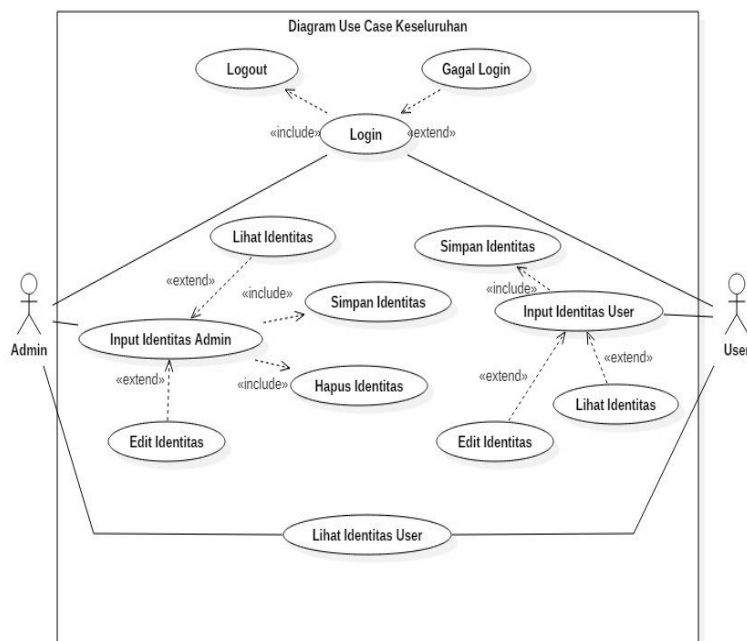 Diagram Use Case Keseluruhan
Logout
Gagal Login
«include»
Login
«extend»
Lihat Identitas
Simpan Identitas
«extend»
«include»
«include»
Simpan Identitas
Input Identitas User
Admin
Input Identitas Admin
User
«extend»
«include»
Hapus Identitas
«extend»
«extend»
Lihat Identitas
Edit Identitas
Edit Identitas
Lihat Identitas User